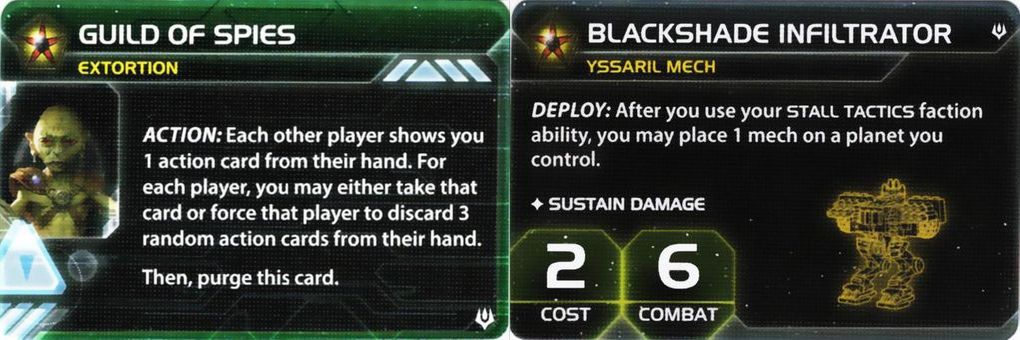 GUILD OF SPIES
EXTORTION
ACTION: Each other player shows you
1 action card from their hand. For
each player, you may either take that
card or force that player to discard 3
random action cards from their hand.
Then, purge this card.
BLACKSHADE INFILTRATOR
YSSARIL MECH
DEPLOY: After you use your STALL TACTICS faction
ability, you may place 1 mech on a planet you
control.
✦ SUSTAIN DAMAGE
2
COST
6
COMBAT